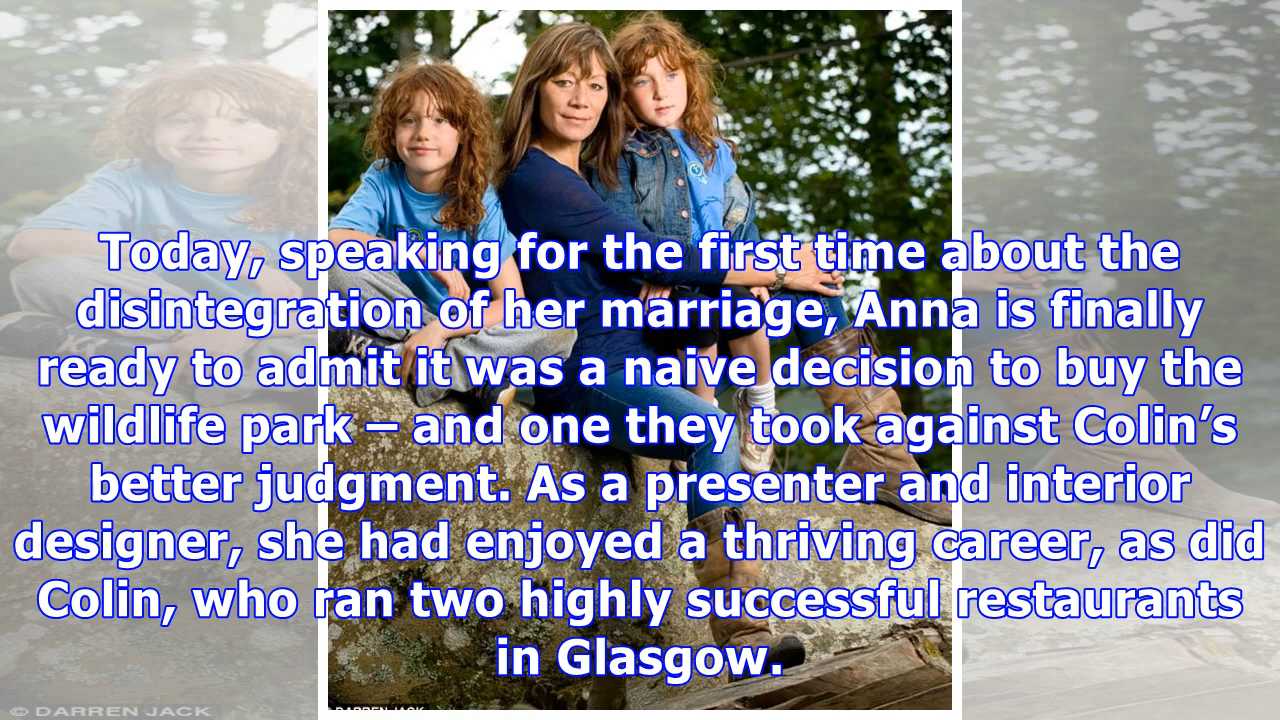 Today, speaking for the first time about the
disintegration of her marriage, Anna is finally
ready to admit it was a naive decision to buy the
wildlife park – and one they took against Colin’s
better judgment. As a presenter and interior
designer, she had enjoyed a thriving career, as did
Colin, who ran two highly successful restaurants
in Glasgow.
© DARREN JACK
DARREN JACK